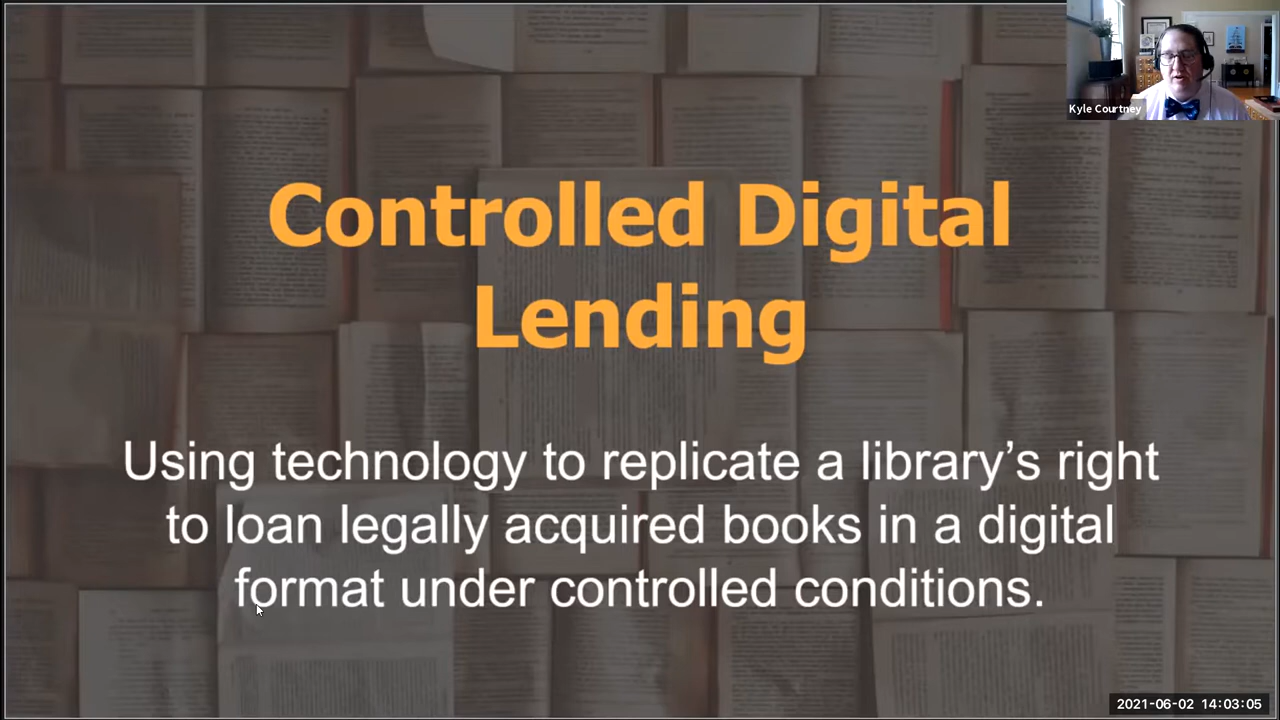 Kyle Courtney
Controlled Digital
Lending
Using technology to replicate a library’s right
to loan legally acquired books in a digital
format under controlled conditions.
2021-06-02 14:03:05